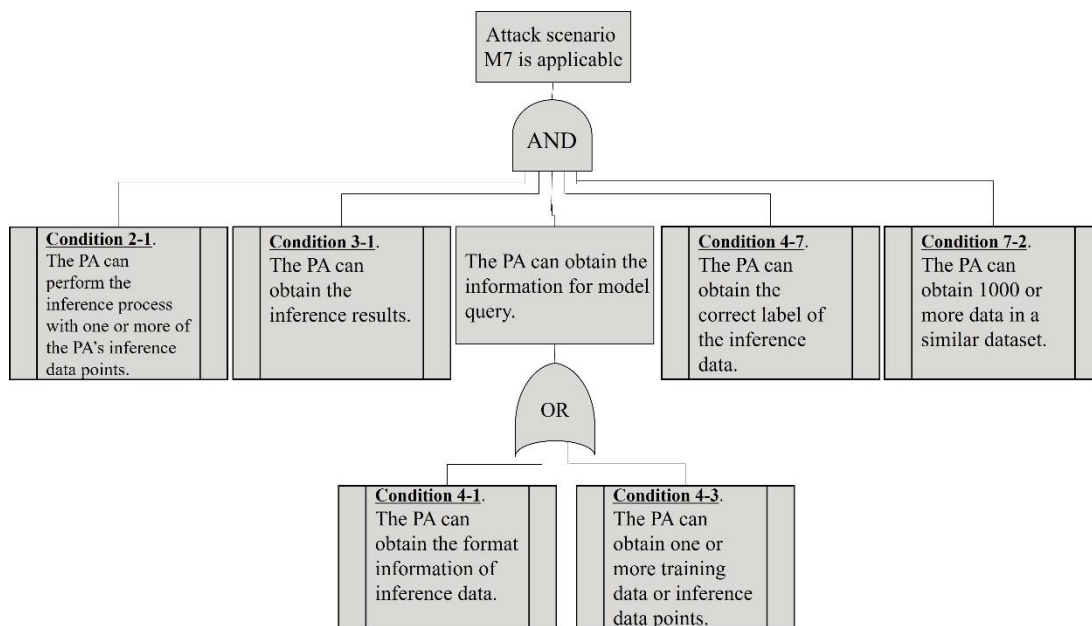 Attack scenario
M7 is applicable
AND
Condition 2-1.
The PA can
perform the
inference process
with one or more of
the PA's inference
data points.
Condition 3-1.
The PA can
obtain the
inference results.
The PA can obtain the
information for model
query.
Condition 4-7.
The PA can
obtain the
correct label of
the inference
data.
Condition 7-2.
The PA can
obtain 1000 or
more data in a
similar dataset.
OR
Condition 4-1.
The PA can
obtain the format
information of
inference data.
Condition 4-3.
The PA can
obtain one or
more training
data or inference
data points.